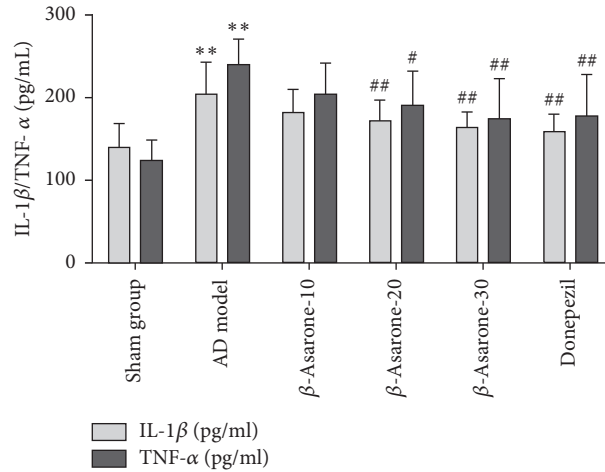 300
200
100
0
IL-1β/TNF- α (pg/mL)
**
**
##
#
##
##
##
##
Sham group
AD model
β-Asarone-10
β-Asarone-20
β-Asarone-30
Donepezil
IL-1β (pg/ml)
TNF-α (pg/ml)